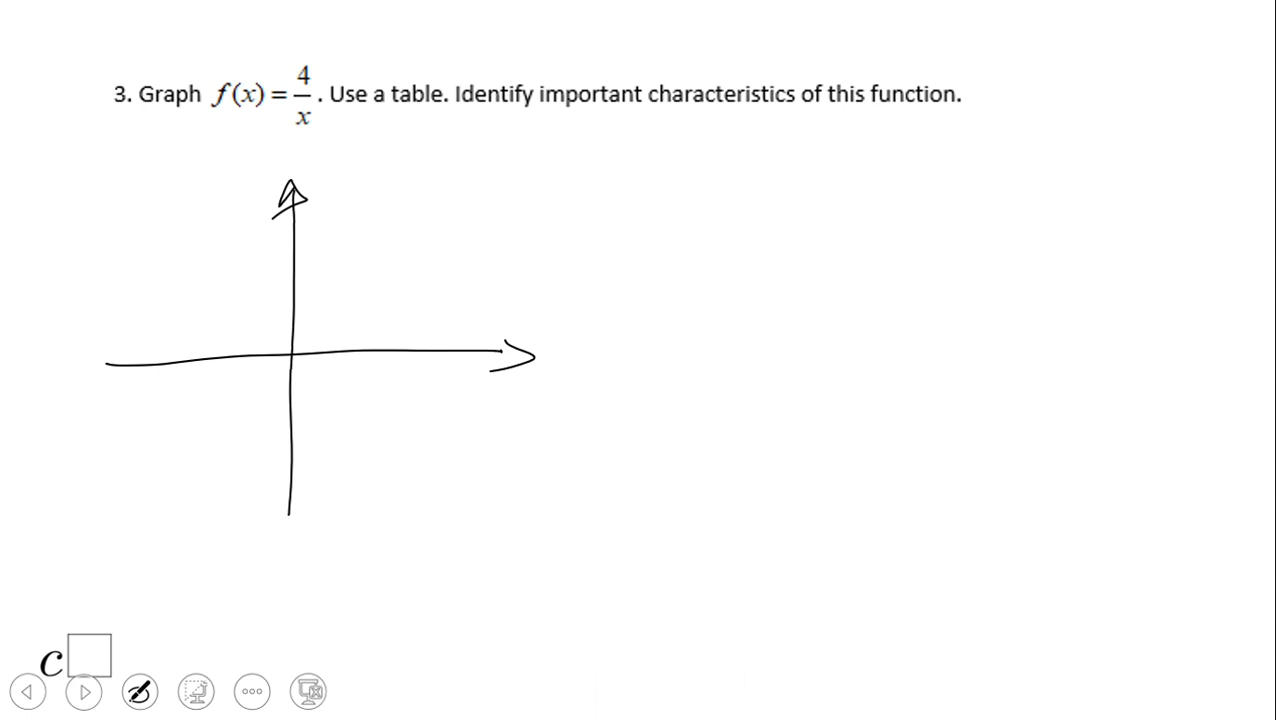 3. Graph f(x) = 4/x . Use a table. Identify important characteristics of this function.
c